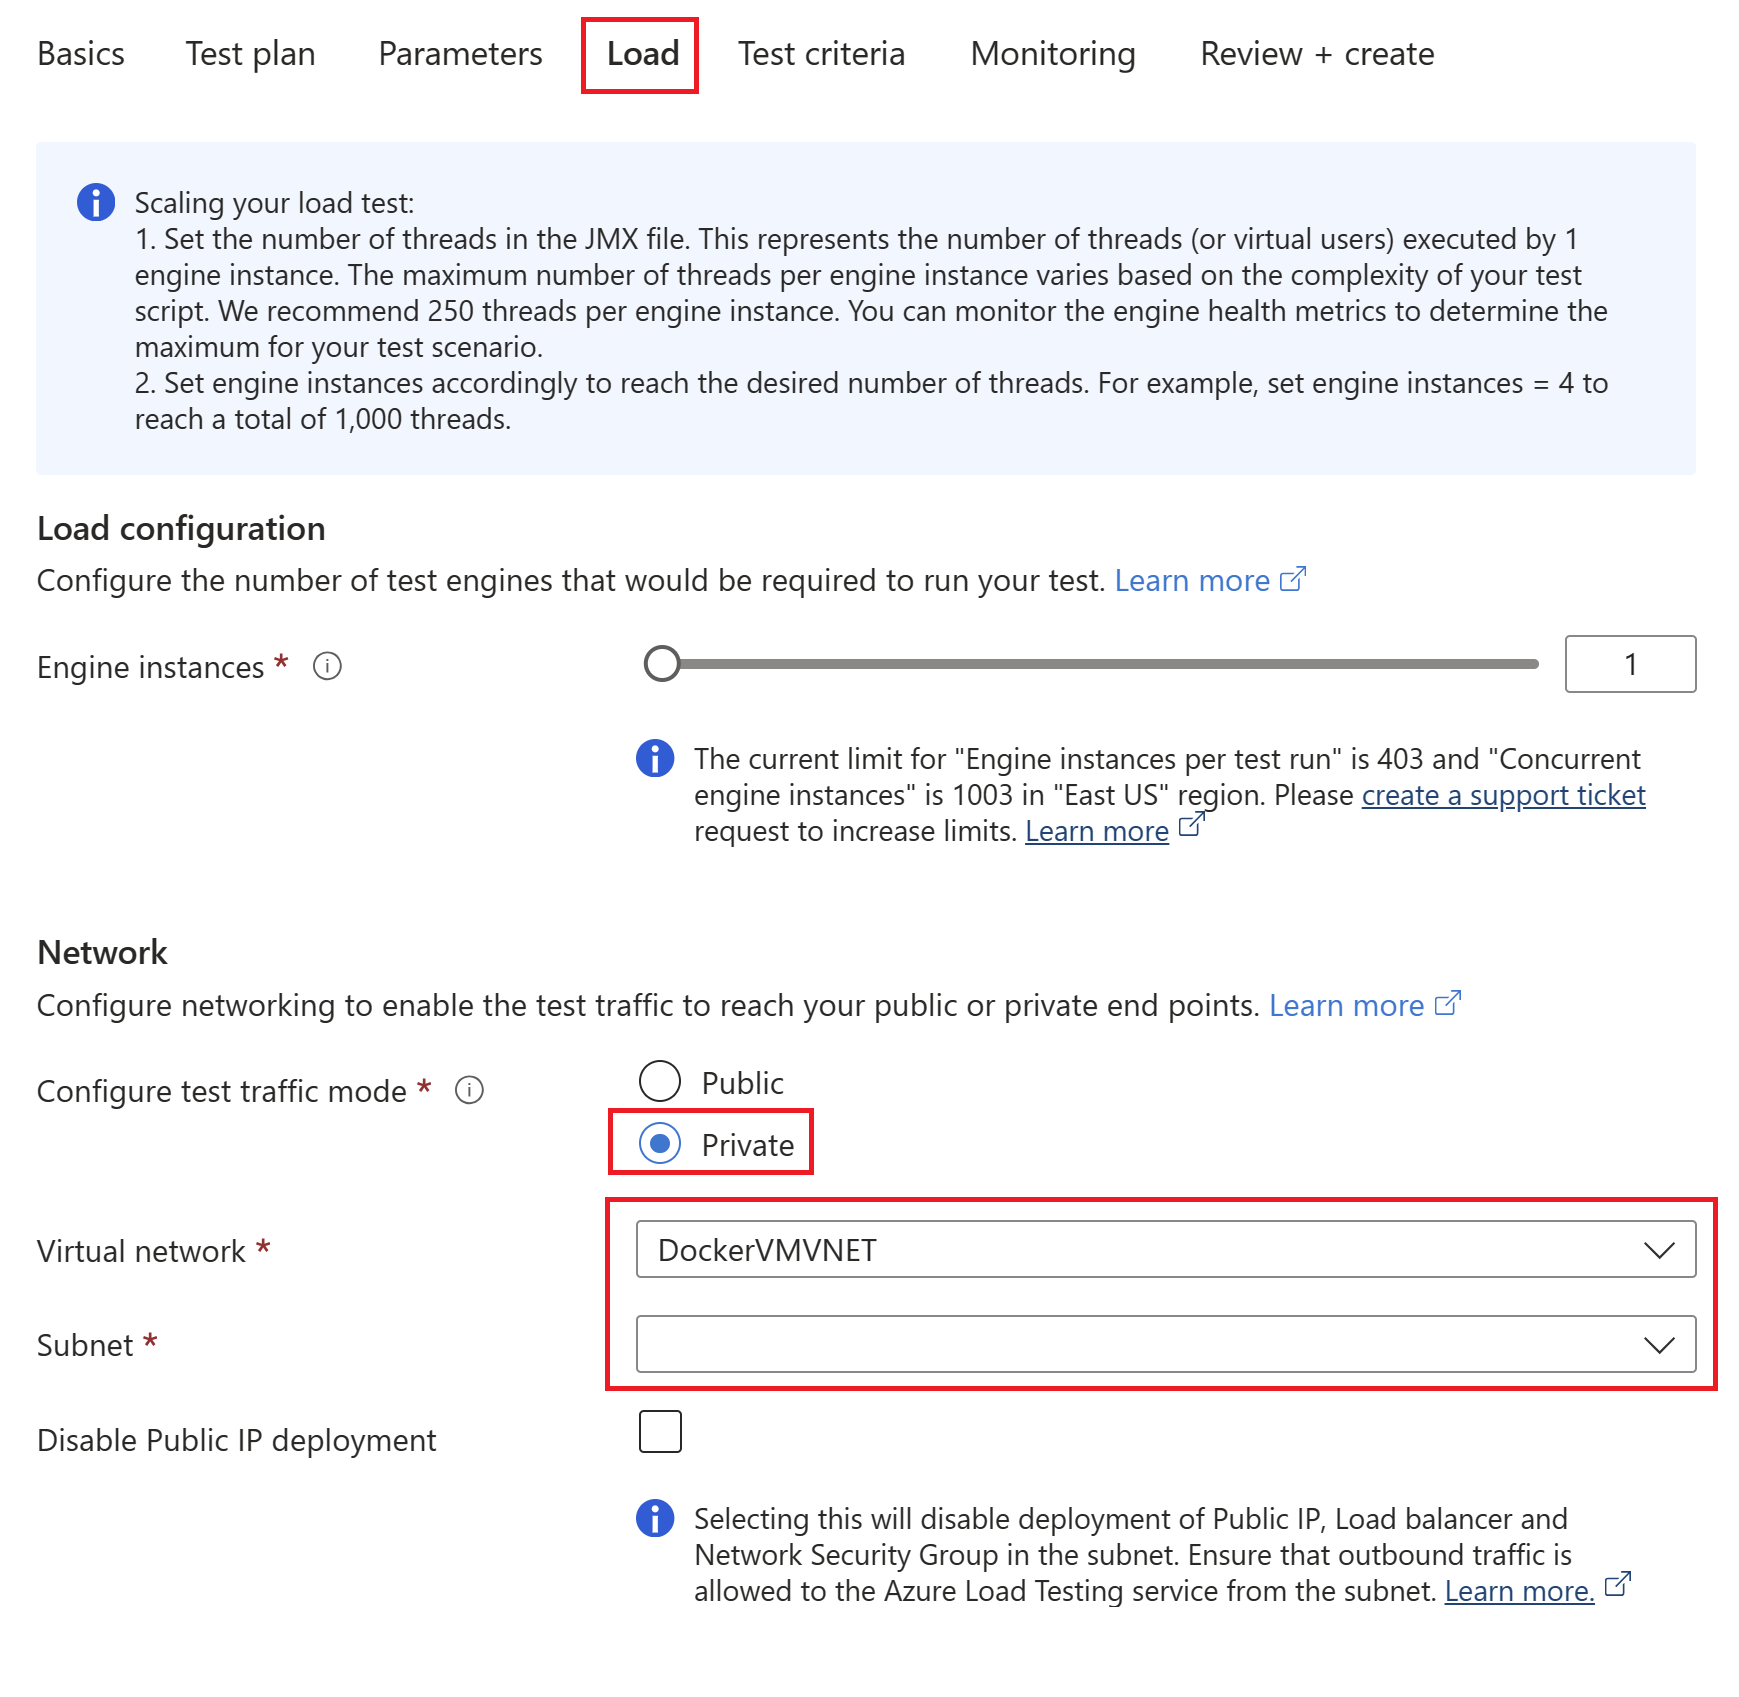 Basics Test plan Parameters Load Test criteria Monitoring Review + create
Scaling your load test:
1. Set the number of threads in the JMX file. This represents the number of threads (or virtual users) executed by 1
engine instance. The maximum number of threads per engine instance varies based on the complexity of your test
script. We recommend 250 threads per engine instance. You can monitor the engine health metrics to determine the
maximum for your test scenario.
2. Set engine instances accordingly to reach the desired number of threads. For example, set engine instances = 4 to
reach a total of 1,000 threads.
Load configuration
Configure the number of test engines that would be required to run your test. Learn more
Engine instances * 1
The current limit for "Engine instances per test run" is 403 and "Concurrent
engine instances" is 1003 in "East US" region. Please create a support ticket
request to increase limits. Learn more
Network
Configure networking to enable the test traffic to reach your public or private end points. Learn more
Configure test traffic mode * Public
Private
Virtual network * DockerVMVNET
Subnet *
Disable Public IP deployment
Selecting this will disable deployment of Public IP, Load balancer and
Network Security Group in the subnet. Ensure that outbound traffic is
allowed to the Azure Load Testing service from the subnet. Learn more.